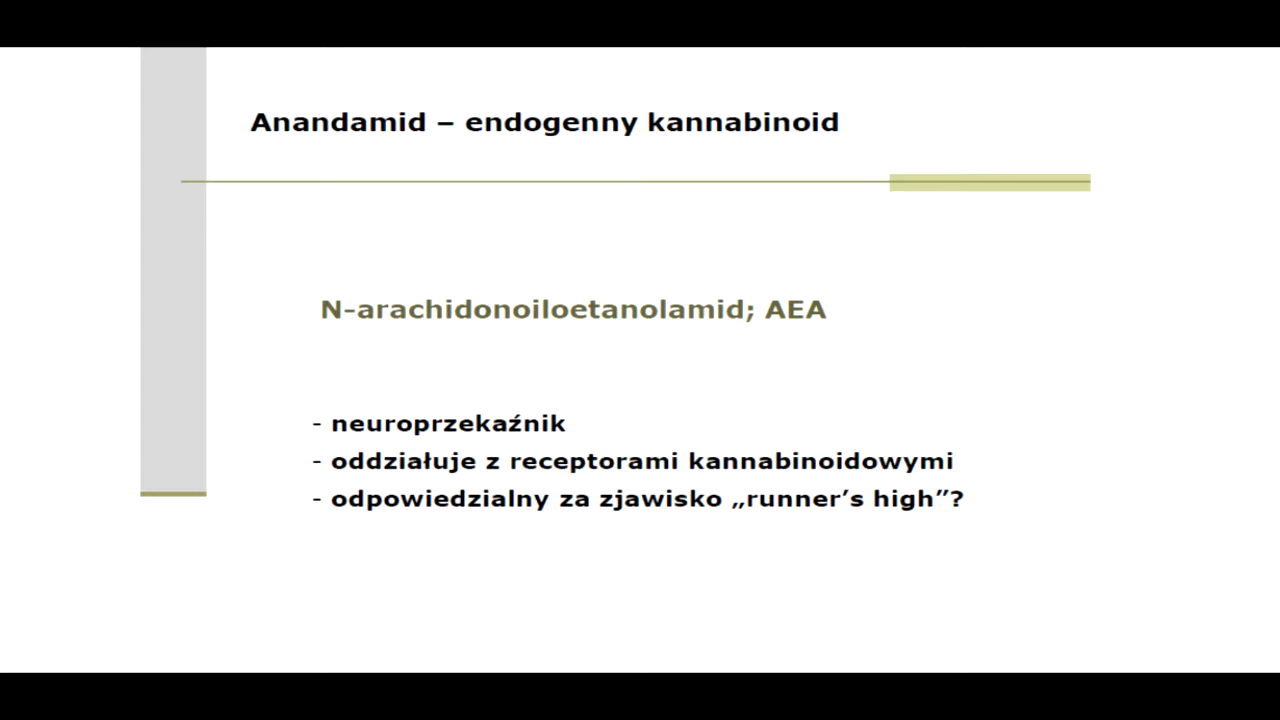 Anandamid – endogenny kannabinoid
N-arachidonoiloetanolamid; AEA
- neuroprzekaźnik
- oddziałuje z receptorami kannabinoidowymi
- odpowiedzialny za zjawisko „runner’s high”?